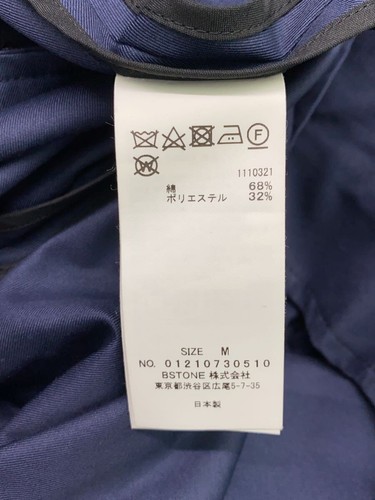 F
W
1110321
綿 68%
ポリエステル 32%
SIZE M
NO. 01210730510
BSTONE 株式会社
東京都渋谷区広尾5-7-35
日本製